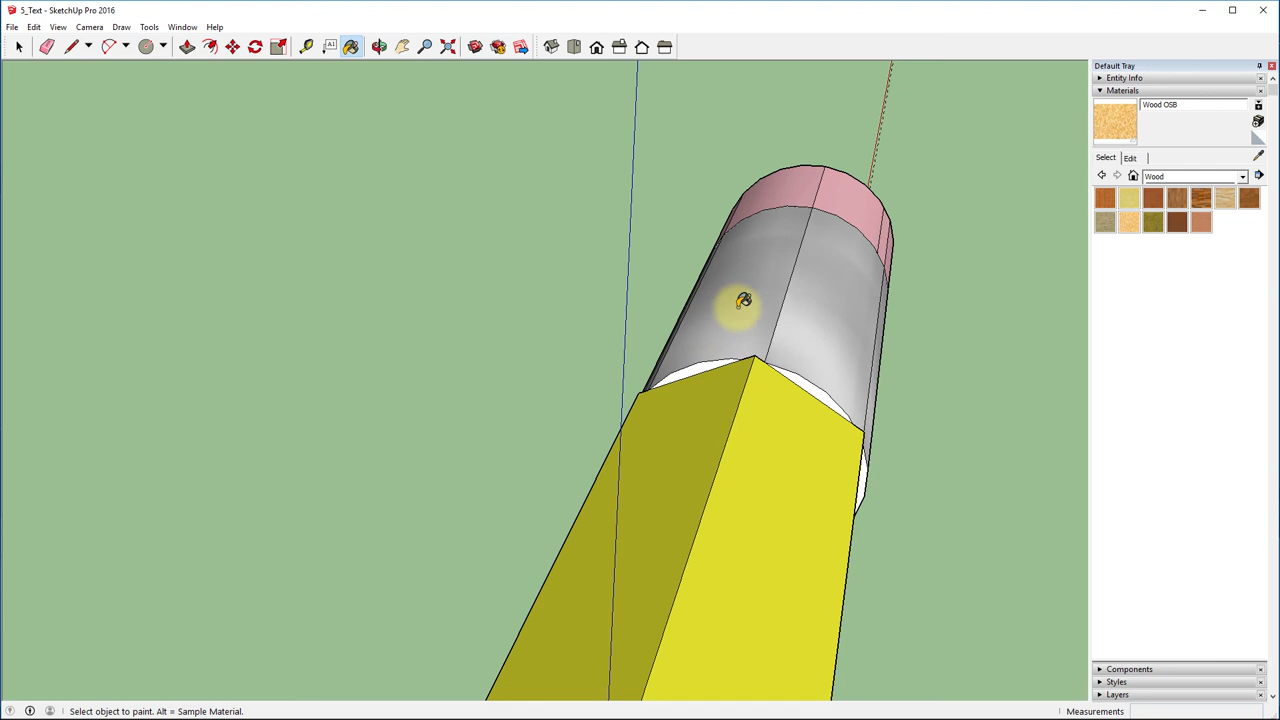 5_Text - SketchUp Pro 2016
File Edit View Camera Draw Tools Window Help
A1
Default Tray
Entity Info
Materials
Wood OSB
Select Edit
Wood
Components
Styles
Layers
Select object to paint. Alt = Sample Material.
Measurements